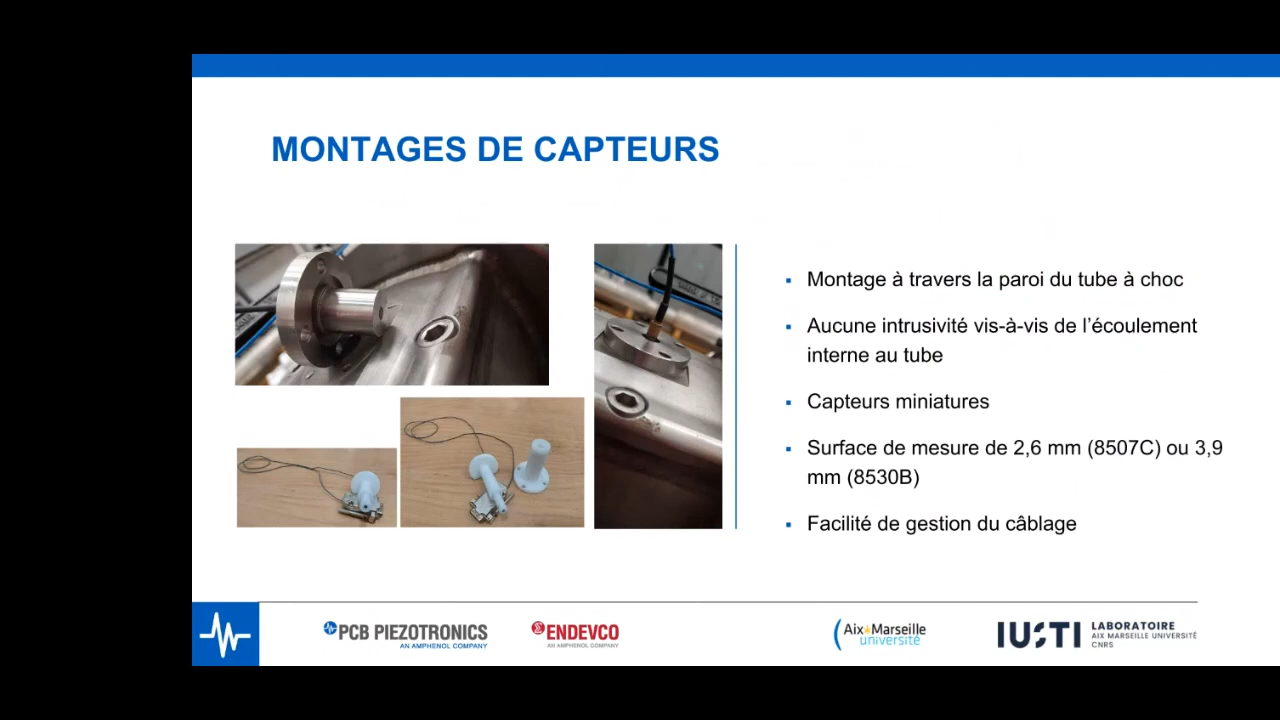 MONTAGES DE CAPTEURS
▪ Montage à travers la paroi du tube à choc
▪ Aucune intrusivité vis-à-vis de l’écoulement
interne au tube
▪ Capteurs miniatures
▪ Surface de mesure de 2,6 mm (8507C) ou 3,9
mm (8530B)
▪ Facilité de gestion du câblage
PCB PIEZOTRONICS
AN AMPHENOL COMPANY
ENDEVCO
AN AMPHENOL COMPANY
Aix Marseille
université
IUSTI
LABORATOIRE
AIX MARSEILLE UNIVERSITÉ
CNRS